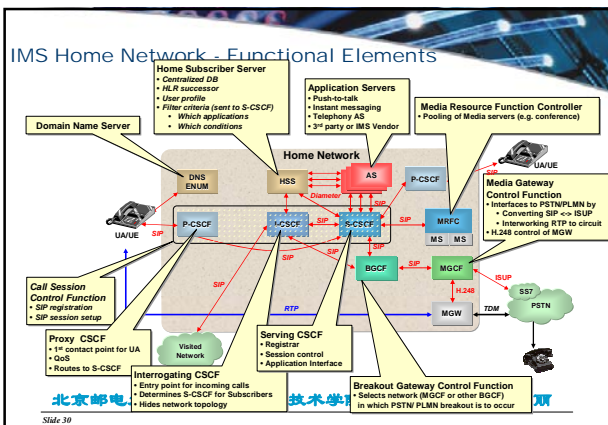 IMS Home Network - Functional Elements
Home Subscriber Server
• Centralized DB
• HLR successor
• User profile
• Filter criteria (sent to S-CSCF)
• Which applications
• Which conditions
Application Servers
• Push-to-talk
• Instant messaging
• Telephony AS
• 3rd party or IMS Vendor
Media Resource Function Controller
• Pooling of Media servers (e.g. conference)
Domain Name Server
Home Network
DNS
ENUM
HSS
Diameter
AS
SIP
P-CSCF
SIP
UA/UE
Media Gateway
Control Function
• Interfaces to PSTN/PLMN by
• Converting SIP <-> ISUP
• Interworking RTP to circuit
• H.248 control of MGW
UA/UE
SIP
P-CSCF
I-CSCF
SIP
S-CSCF
SIP
MRFC
MS
MS
SIP
SIP
BGCF
SIP
MGCF
ISUP
Call Session
Control Function
• SIP registration
• SIP session setup
SIP
H.248
SS7
PSTN
RTP
MGW
TDM
Proxy CSCF
• 1st contact point for UA
• QoS
• Routes to S-CSCF
Visited
Network
Serving CSCF
• Registrar
• Session control
• Application Interface
Interrogating CSCF
• Entry point for incoming calls
• Determines S-CSCF for Subscribers
• Hides network topology
Breakout Gateway Control Function
• Selects network (MGCF or other BGCF)
in which PSTN/ PLMN breakout is to occur
北京邮电 技术学 丽
Slide 30